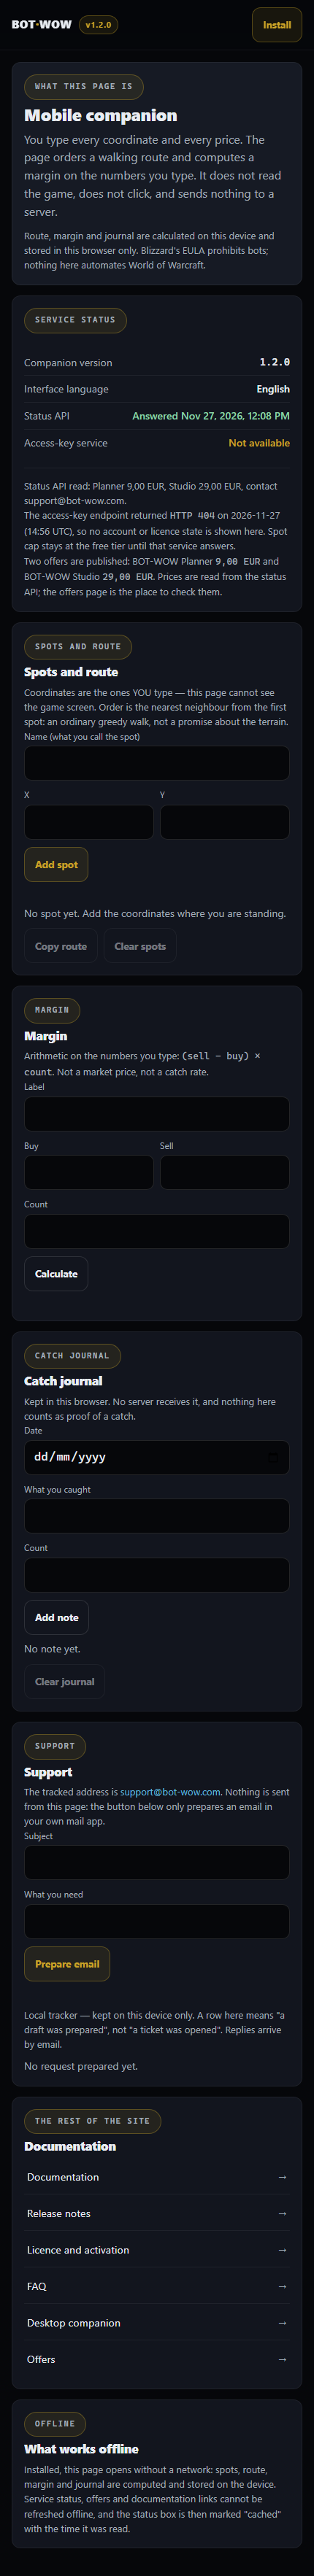 BOT·WOW v1.2.0 Install
WHAT THIS PAGE IS
Mobile companion
You type every coordinate and every price. The
page orders a walking route and computes a
margin on the numbers you type. It does not read
the game, does not click, and sends nothing to a
server.
Route, margin and journal are calculated on this device and
stored in this browser only. Blizzard's EULA prohibits bots;
nothing here automates World of Warcraft.
SERVICE STATUS
Companion version 1.2.0
Interface language English
Status API Answered Nov 27, 2026, 12:08 PM
Access-key service Not available
Status API read: Planner 9,00 EUR, Studio 29,00 EUR, contact
support@bot-wow.com.
The access-key endpoint returned HTTP 404 on 2026-11-27
(14:56 UTC), so no account or licence state is shown here. Spot
cap stays at the free tier until that service answers.
Two offers are published: BOT-WOW Planner 9,00 EUR and
BOT-WOW Studio 29,00 EUR. Prices are read from the status
API; the offers page is the place to check them.
SPOTS AND ROUTE
Spots and route
Coordinates are the ones YOU type — this page cannot see
the game screen. Order is the nearest neighbour from the first
spot: an ordinary greedy walk, not a promise about the terrain.
Name (what you call the spot)
X Y
Add spot
No spot yet. Add the coordinates where you are standing.
Copy route Clear spots
MARGIN
Margin
Arithmetic on the numbers you type: (sell − buy) ×
count. Not a market price, not a catch rate.
Label
Buy Sell
Count
Calculate
CATCH JOURNAL
Catch journal
Kept in this browser. No server receives it, and nothing here
counts as proof of a catch.
Date
dd/mm/yyyy
What you caught
Count
Add note
No note yet.
Clear journal
SUPPORT
Support
The tracked address is support@bot-wow.com. Nothing is sent
from this page: the button below only prepares an email in
your own mail app.
Subject
What you need
Prepare email
Local tracker — kept on this device only. A row here means "a
draft was prepared", not "a ticket was opened". Replies arrive
by email.
No request prepared yet.
THE REST OF THE SITE
Documentation
Documentation →
Release notes →
Licence and activation →
FAQ →
Desktop companion →
Offers →
OFFLINE
What works offline
Installed, this page opens without a network: spots, route,
margin and journal are computed and stored on the device.
Service status, offers and documentation links cannot be
refreshed offline, and the status box is then marked "cached"
with the time it was read.